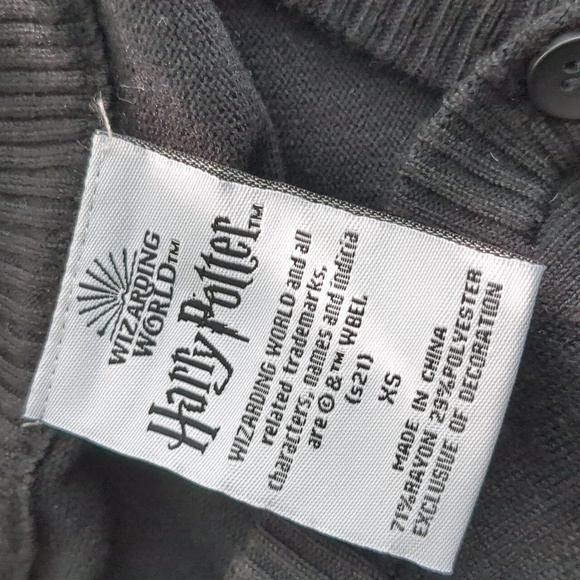 WIZARDING
WORLD™
Harry Potter™
WIZARDING WORLD and all
related trademarks,
characters, names and indicia
are © & ™ WBEI.
(s21)
XS
MADE IN CHINA
71%RAYON 29%POLYESTER
EXCLUSIVE OF DECORATION